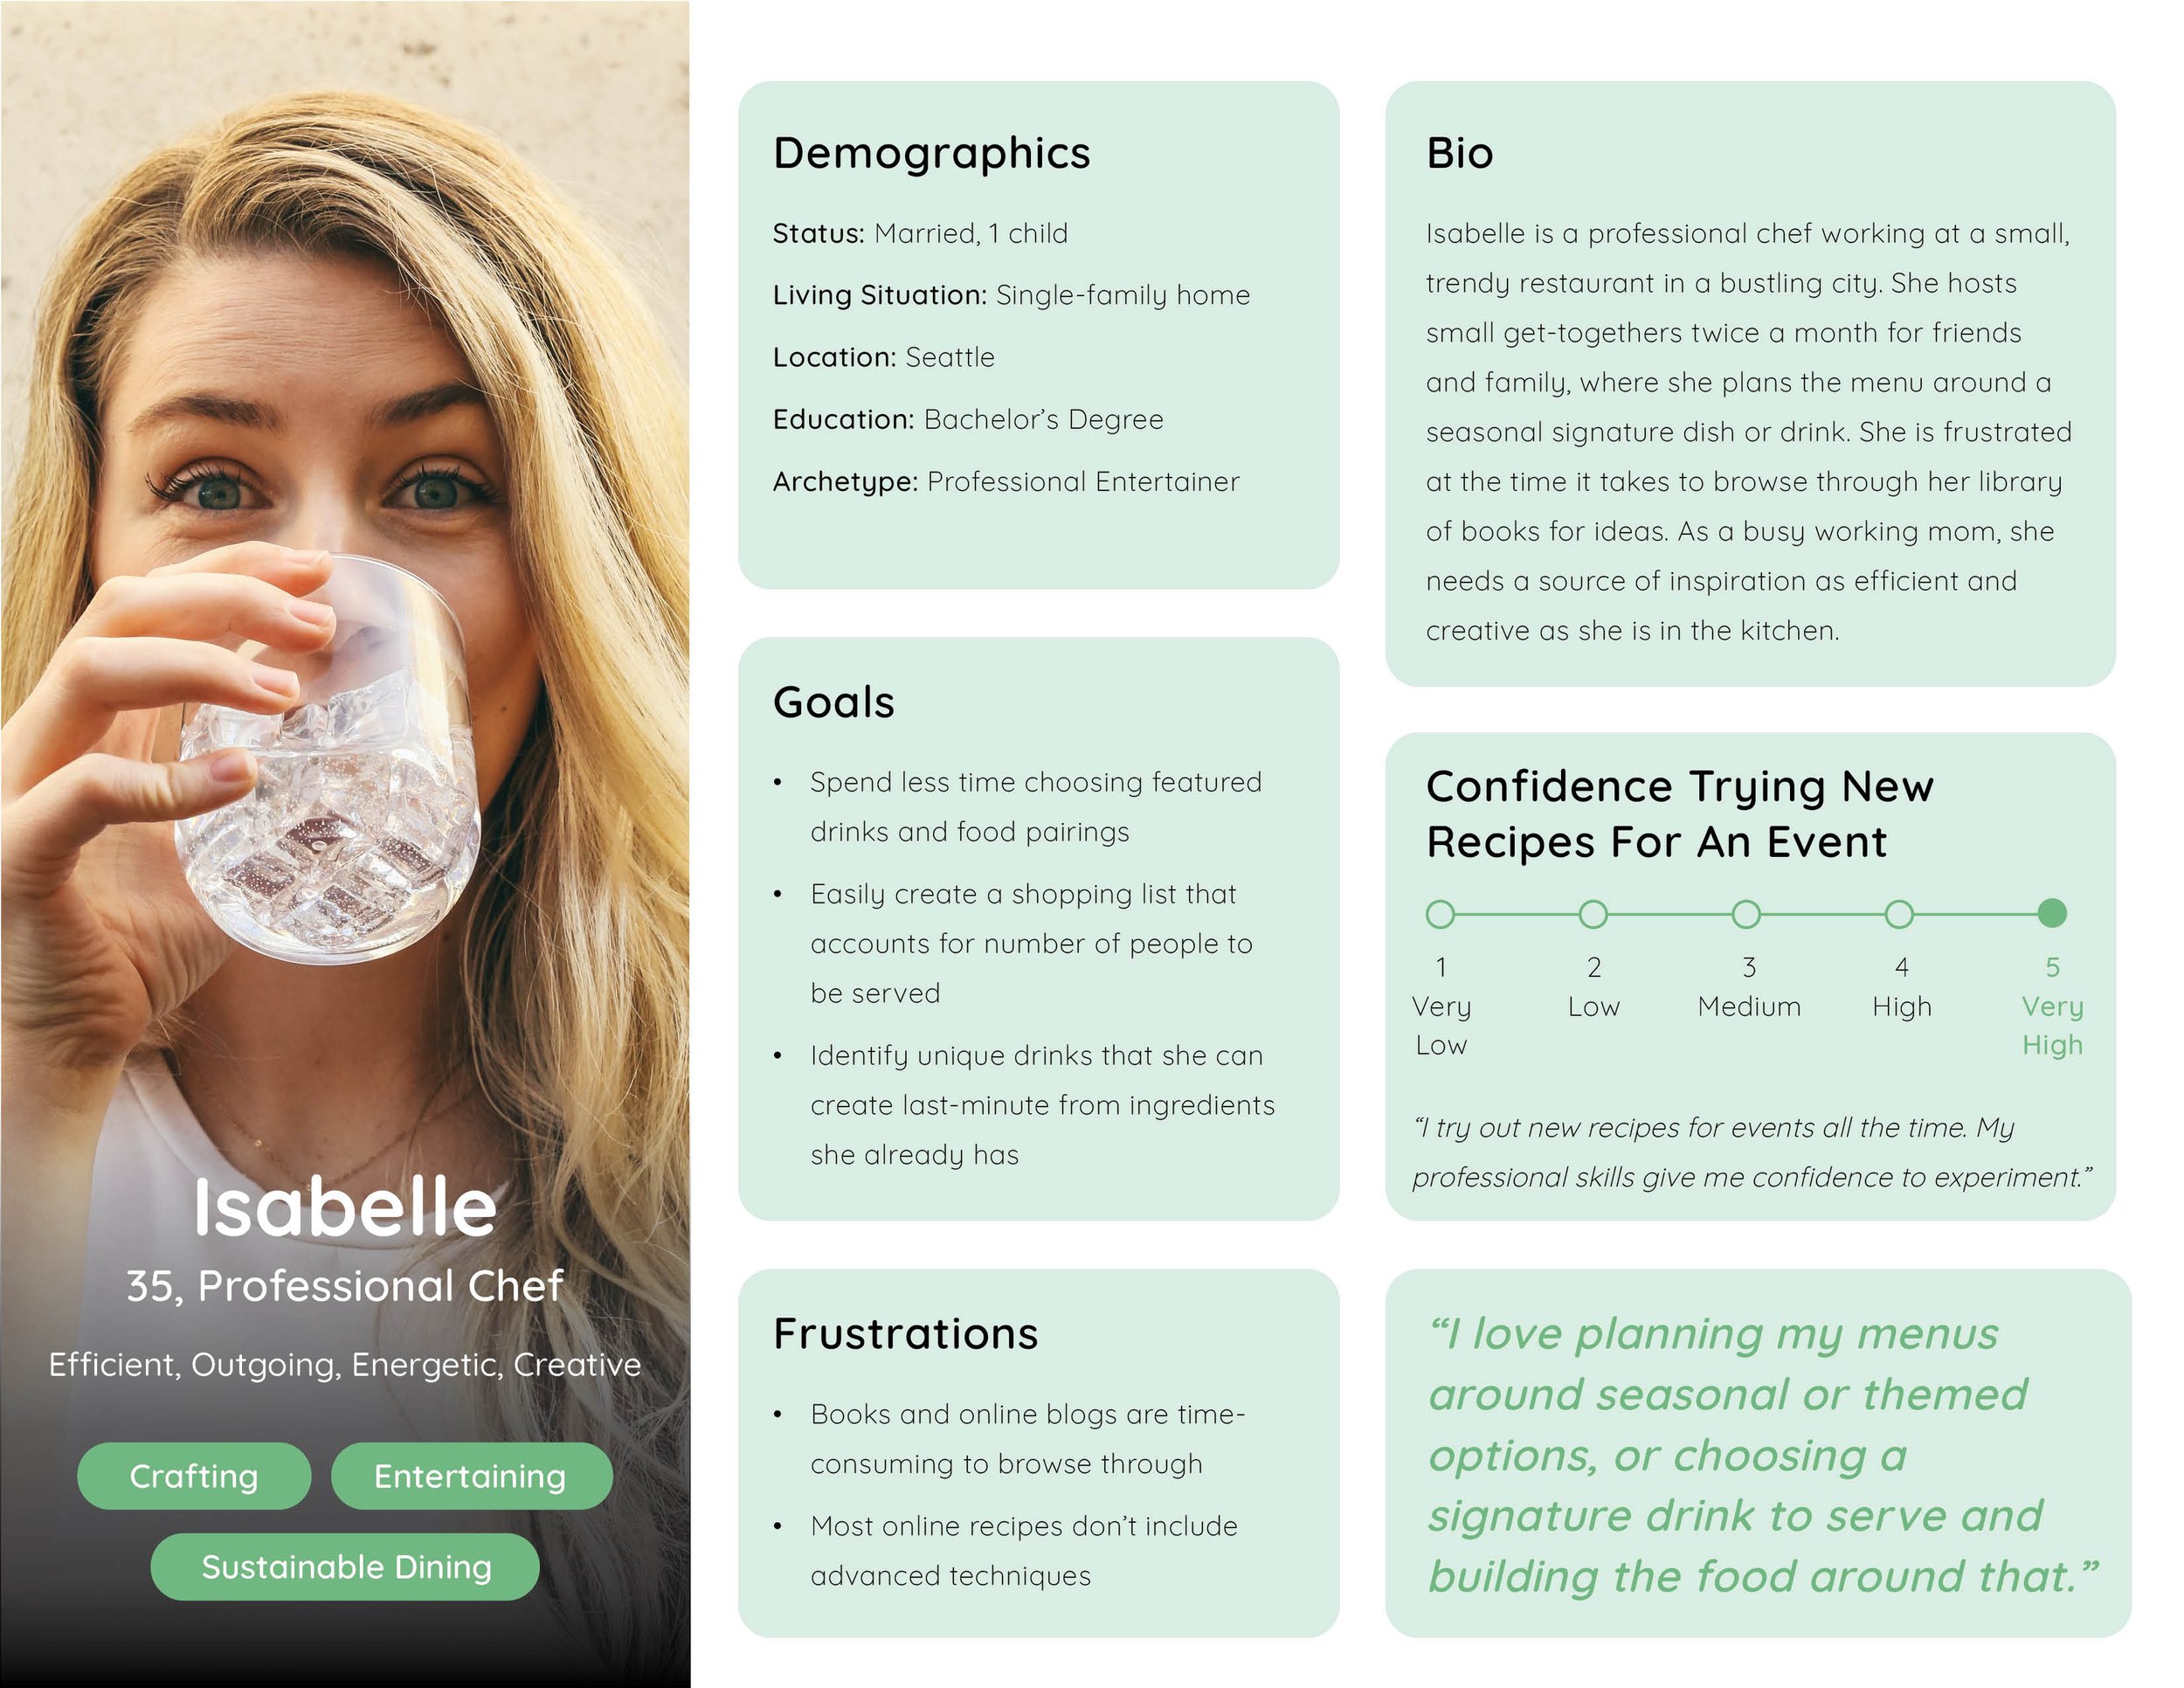 Isabelle
35, Professional Chef
Efficient, Outgoing, Energetic, Creative
Crafting
Entertaining
Sustainable Dining
Demographics
Status: Married, 1 child
Living Situation: Single-family home
Location: Seattle
Education: Bachelor’s Degree
Archetype: Professional Entertainer
Goals
• Spend less time choosing featured
drinks and food pairings
• Easily create a shopping list that
accounts for number of people to
be served
• Identify unique drinks that she can
create last-minute from ingredients
she already has
Frustrations
• Books and online blogs are time-
consuming to browse through
• Most online recipes don’t include
advanced techniques
Bio
Isabelle is a professional chef working at a small,
trendy restaurant in a bustling city. She hosts
small get-togethers twice a month for friends
and family, where she plans the menu around a
seasonal signature dish or drink. She is frustrated
at the time it takes to browse through her library
of books for ideas. As a busy working mom, she
needs a source of inspiration as efficient and
creative as she is in the kitchen.
Confidence Trying New
Recipes For An Event
1 2 3 4 5
Very Low Medium High Very
Low High
“I try out new recipes for events all the time. My
professional skills give me confidence to experiment.”
“I love planning my menus
around seasonal or themed
options, or choosing a
signature drink to serve and
building the food around that.”